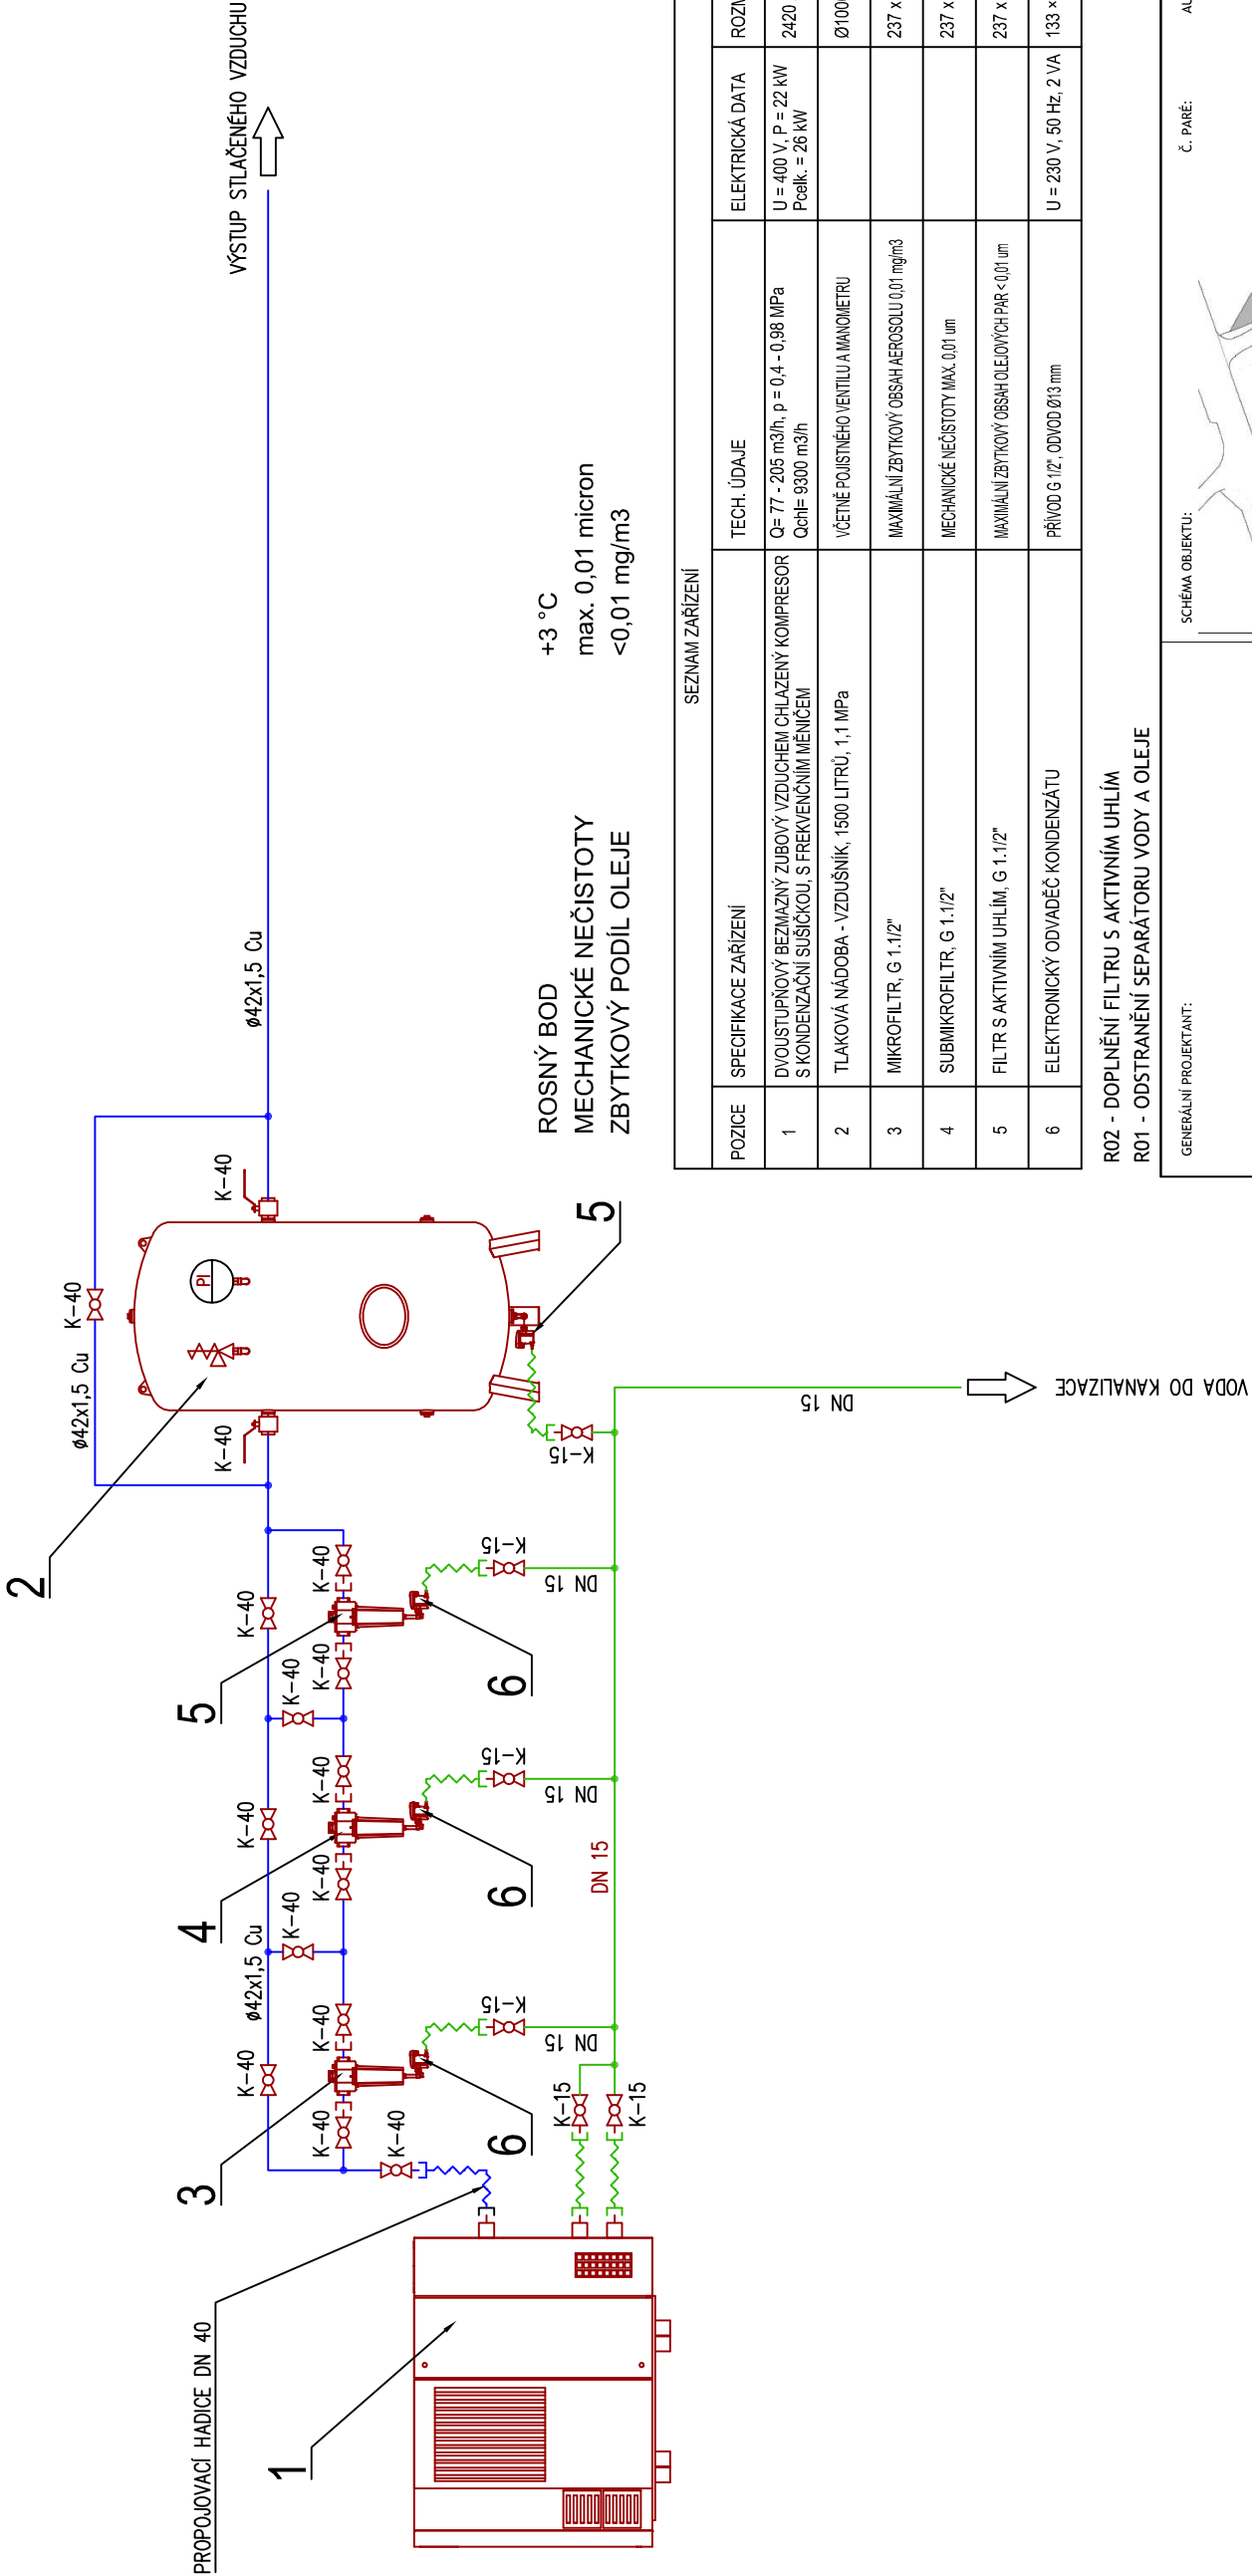 PROPOJOVACÍ HADICE DN 40
1
3
4
5
2
6
6
6
5
K-40
K-40
K-40
K-40
ø42x1,5 Cu
K-40
K-40
K-40
K-40
K-40
K-40
K-40
K-40
K-40
K-40
ø42x1,5 Cu
K-40
K-40
PI
ø42x1,5 Cu
VÝSTUP STLAČENÉHO VZDUCHU
K-15
K-15
K-15
DN 15
K-15
DN 15
K-15
DN 15
K-15
DN 15
DN 15
VODA DO KANALIZACE
ROSNÝ BOD +3 °C
MECHANICKÉ NEČISTOTY max. 0,01 micron
ZBYTKOVÝ PODÍL OLEJE <0,01 mg/m3
SEZNAM ZAŘÍZENÍ
POZICE SPECIFIKACE ZAŘÍZENÍ TECH. ÚDAJE ELEKTRICKÁ DATA
1 DVOUSTUPŇOVÝ BEZMAZNÝ ZUBOVÝ VZDUCHEM CHLAZENÝ KOMPRESOR Q= 77 - 205 m3/h, p = 0,4 - 0,98 MPa U = 400 V, P = 22 kW 2420
S KONDENZAČNÍ SUŠIČKOU, S FREKVENČNÍM MĚNIČEM Qchl= 9300 m3/h Pcelk. = 26 kW
2 TLAKOVÁ NÁDOBA - VZDUŠNÍK, 1500 LITRŮ, 1,1 MPa VČETNĚ POJISTNÉHO VENTILU A MANOMETRU
3 MIKROFILTR, G 1.1/2" MAXIMÁLNÍ ZBYTKOVÝ OBSAH AEROSOLU 0,01 mg/m3 237 x
4 SUBMIKROFILTR, G 1.1/2" MECHANICKÉ NEČISTOTY MAX. 0,01 um 237 x
5 FILTR S AKTIVNÍM UHLÍM, G 1.1/2" MAXIMÁLNÍ ZBYTKOVÝ OBSAH OLEJOVÝCH PAR < 0,01 um 237 x
6 ELEKTRONICKÝ ODVADĚČ KONDENZÁTU PŘÍVOD G 1/2", ODVOD Ø13 mm U = 230 V, 50 Hz, 2 VA 133 ×
R02 - DOPLNĚNÍ FILTRU S AKTIVNÍM UHLÍM
R01 - ODSTRANĚNÍ SEPARÁTORU VODY A OLEJE
GENERÁLNÍ PROJEKTANT: SCHÉMA OBJEKTU: Č. PARÉ: